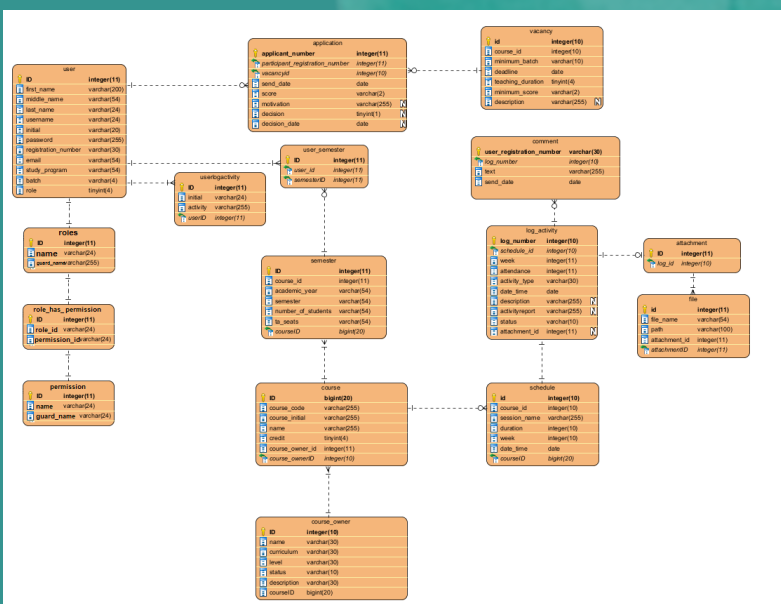 user
ID integer(11)
first_name varchar(200)
middle_name varchar(54)
last_name varchar(24)
username varchar(24)
initial varchar(20)
password varchar(255)
registration_number varchar(30)
email varchar(54)
study_program varchar(54)
batch varchar(4)
role tinyint(4)
application
applicant_number integer(11)
participant_registration_number integer(11)
vacancyid integer(10)
send_date date
score varchar(2)
motivation varchar(255) N
decision tinyint(1) N
decision_date date N
vacancy
id integer(10)
course_id integer(10)
minimum_batch varchar(10)
deadline date
teaching_duration tinyint(4)
minimum_score varchar(2)
description varchar(255) N
user_semester
ID integer(11)
user_id integer(11)
semesterID integer(11)
userbgactivity
ID integer(11)
initial varchar(24)
activity varchar(255)
userID integer(11)
comment
user_registration_number varchar(30)
log_number integer(10)
text varchar(255)
send_date date
roles
ID integer(11)
name varchar(24)
guard_name varchar(255)
role_has_permission
ID integer(11)
role_id varchar(24)
permission_id varchar(24)
permission
ID integer(11)
name varchar(24)
guard_name varchar(24)
semester
ID integer(11)
course_id integer(11)
academic_year varchar(54)
semester varchar(54)
number_of_students varchar(54)
ta_seats varchar(54)
courseID bigint(20)
log_activity
log_number integer(10)
schedule_id integer(10)
week integer(11)
attendance integer(11)
activity_type varchar(30)
date_time date
description varchar(255) N
activityreport varchar(255) N
status varchar(10)
attachment_id integer(11) N
attachment
ID integer(11)
log_id integer(10)
file
id integer(11)
file_name varchar(54)
path varchar(100)
attachment_id integer(11)
attachmentID integer(11)
course
ID bigint(20)
course_code varchar(255)
course_initial varchar(255)
name varchar(255)
credit tinyint(4)
course_owner_id integer(11)
course_ownerID integer(10)
schedule
id integer(10)
course_id integer(10)
session_name varchar(255)
duration integer(10)
week integer(10)
date_time date
courseID bigint(20)
course_owner
ID integer(10)
name varchar(30)
curriculum varchar(30)
level varchar(30)
status varchar(10)
description varchar(30)
courseID bigint(20)